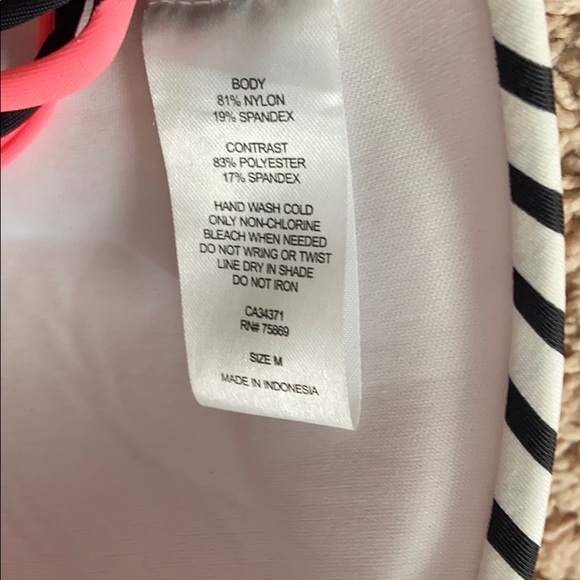 BODY
81% NYLON
19% SPANDEX
CONTRAST
83% POLYESTER
17% SPANDEX
HAND WASH COLD
ONLY NON-CHLORINE
BLEACH WHEN NEEDED
DO NOT WRING OR TWIST
LINE DRY IN SHADE
DO NOT IRON
CA34371
RN# 75869
SIZE M
MADE IN INDONESIA